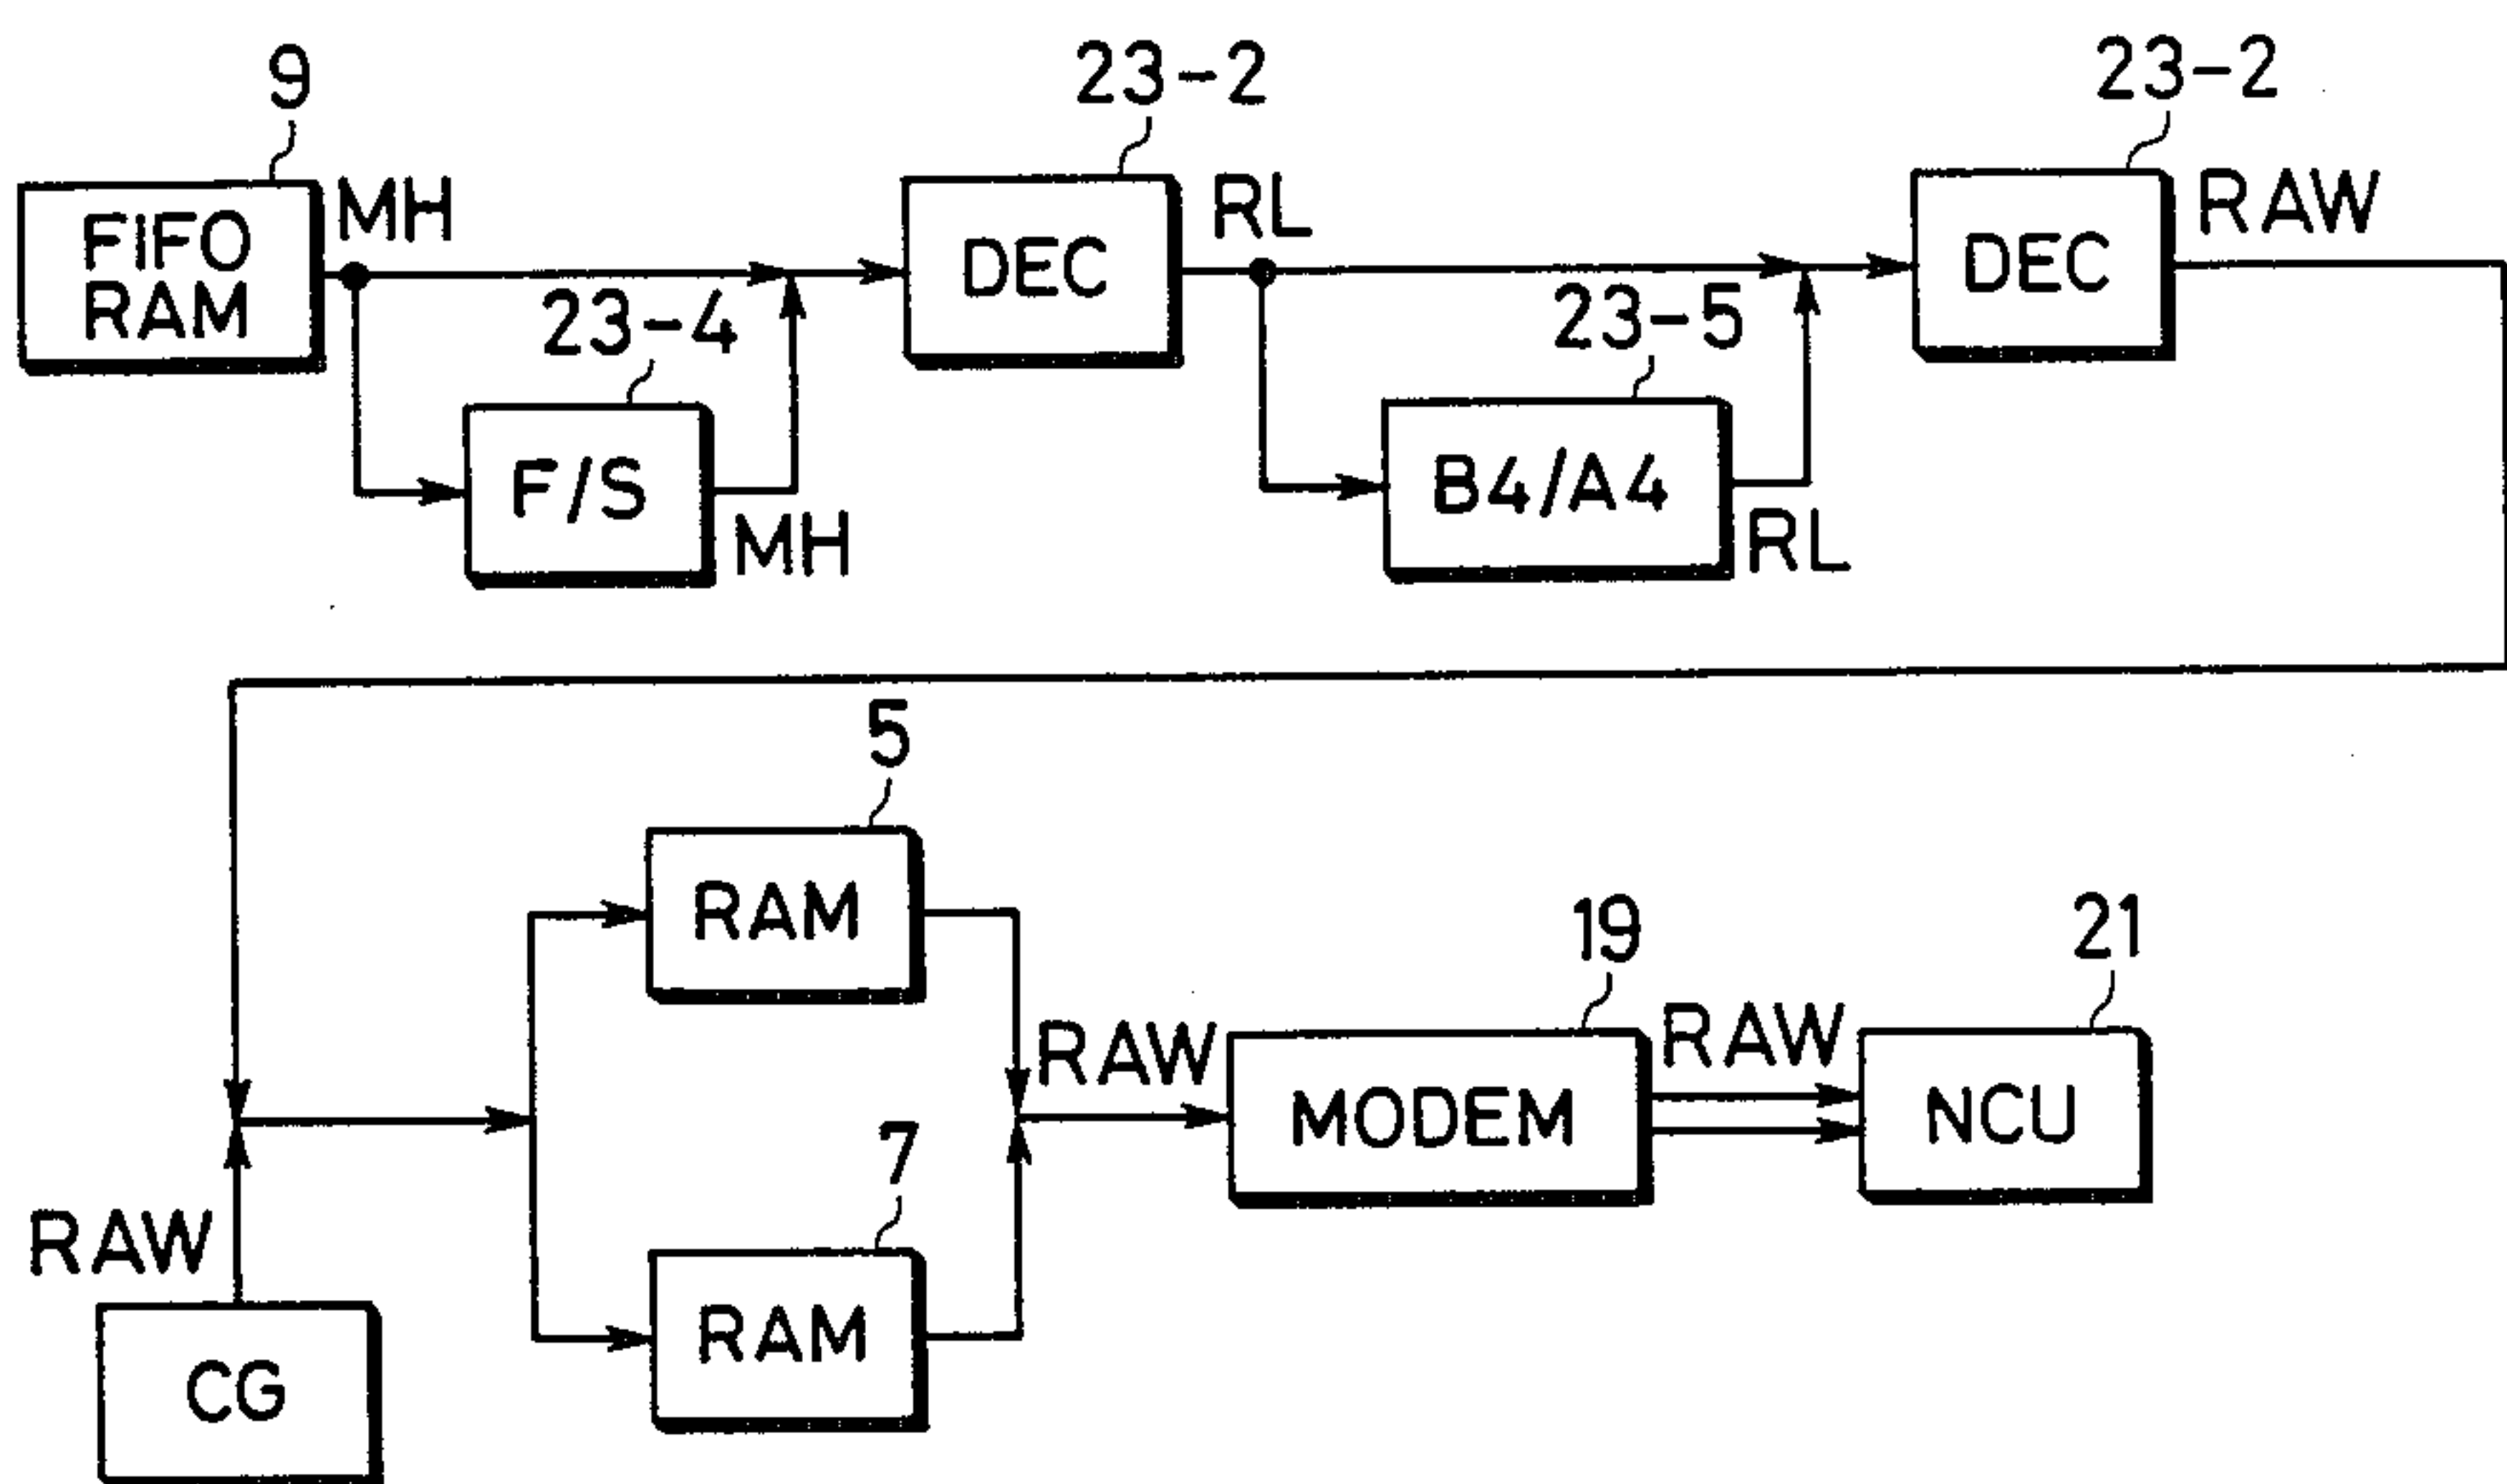 9
23-2
23-2
FIFO
RAM
MH
DEC
RL
DEC
RAW
23-4
23-5
F/S
MH
B4/A4
RL
5
RAM
19
21
RAW
MODEM
RAW
NCU
7
RAM
RAW
CG